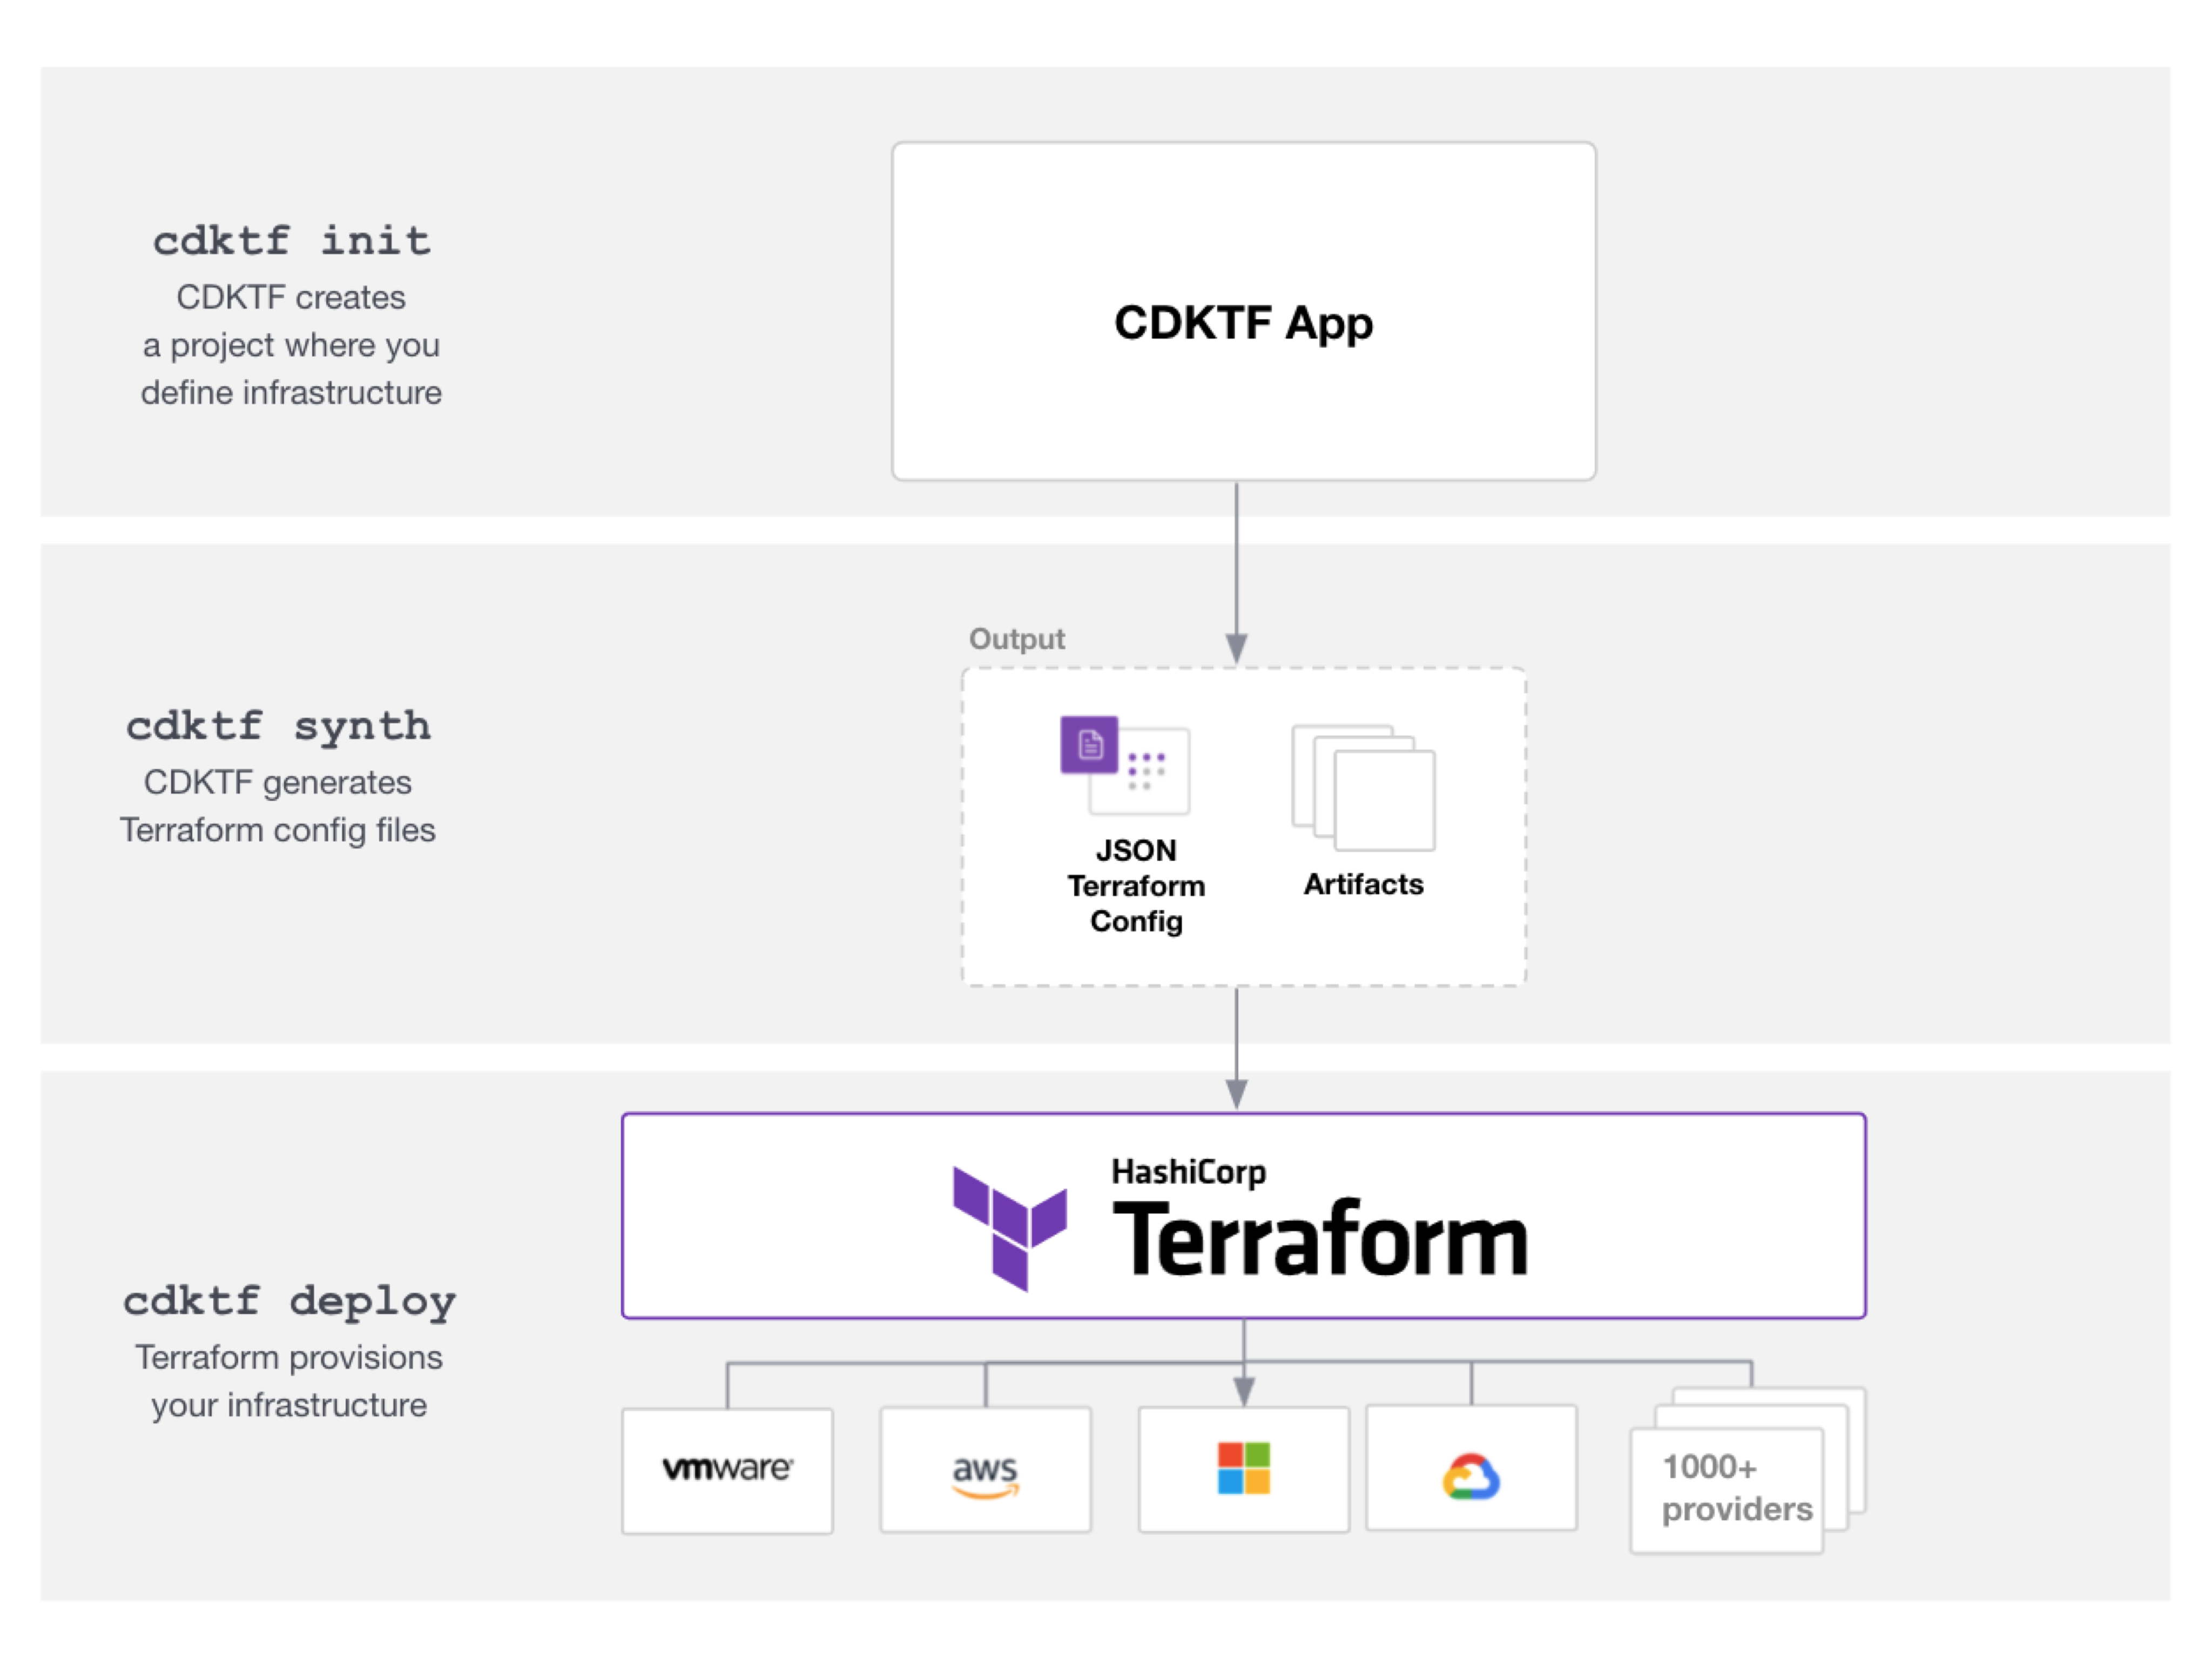 cdktf init
CDKTF creates
a project where you
define infrastructure
CDKTF App
cdktf synth
CDKTF generates
Terraform config files
Output
JSON
Terraform
Config
Artifacts
cdktf deploy
Terraform provisions
your infrastructure
HashiCorp
Terraform
vmware
aws
1000+
providers